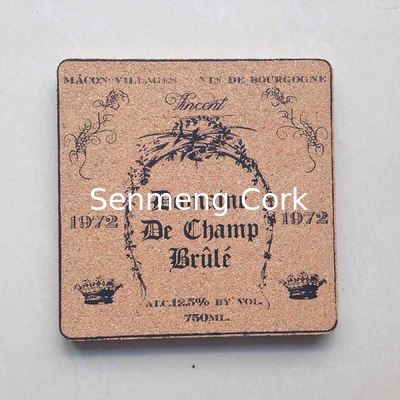 MÂCON-VILLAGES VIN DE BOURGOGNE
Vincent
Senmeng Cork
Domaine
1972 1972
De Champ
Brûlé
ALC.12.5% BY VOL.
750ML.